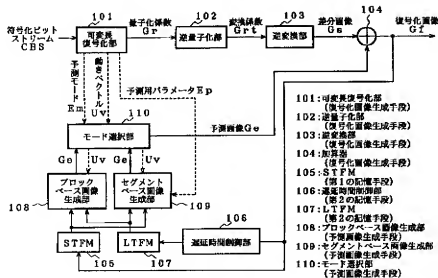 符号化ビット
ストリーム
CBS
101
可変長
復号化部
量子化係数
Gr
102
逆量子化部
変換係数
Grt
103
逆変換部
差分画像
Gs
104
復号化画像
Gf
予測モード
Em
動きベクトル
Uv
予測用パラメータEp
110
モード選択部
予測画像Ge
Ge
Uv
Ge
Uv
ブロック
ベース画像
生成部
108
セグメント
ベース画像
生成部
109
STFM
105
LTFM
107
106
遅延時間制御部
101:可変長復号化部
(復号化画像生成手段)
102:逆量子化部
(復号化画像生成手段)
103:逆変換部
(復号化画像生成手段)
104:加算器
(復号化画像生成手段)
105:STFM
(第1の記憶手段)
106:遅延時間制御部
(第2の記憶手段)
107:LTFM
(第2の記憶手段)
108:ブロックベース画像生成部
(予測画像生成手段)
109:セグメントベース画像生成部
(予測画像生成手段)
110:モード選択部
(予測画像生成手段)